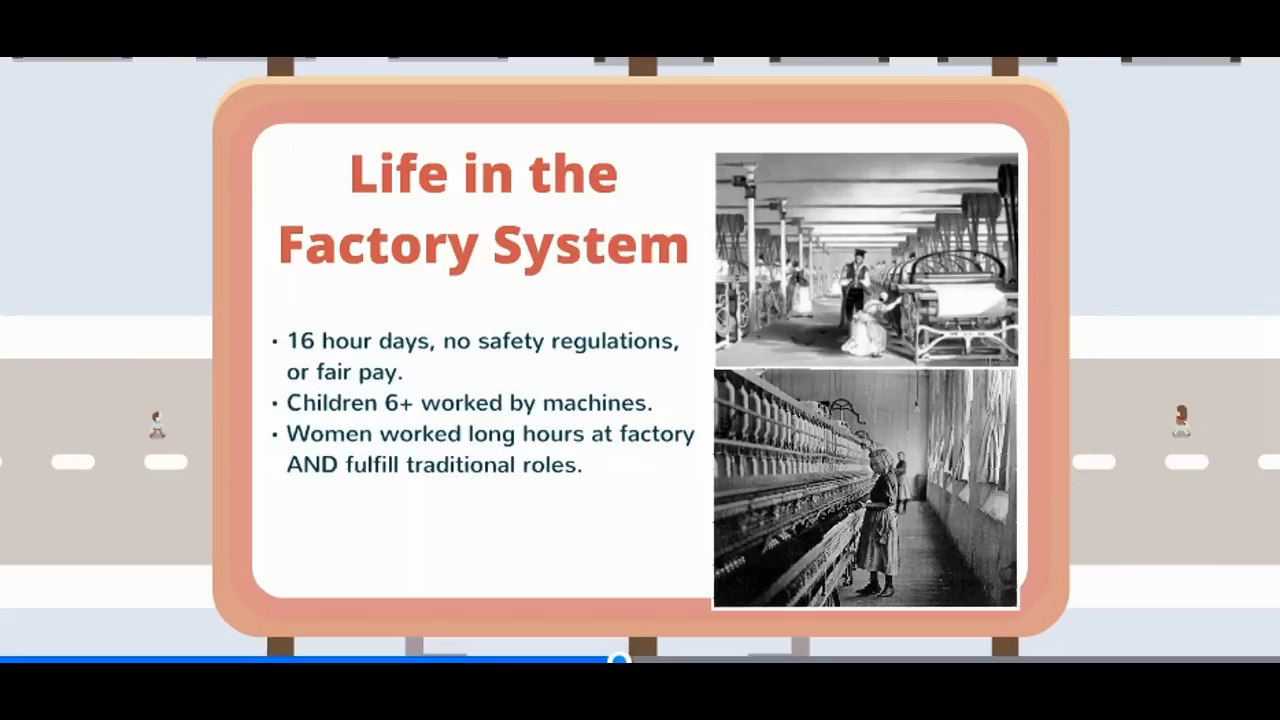 Life in the
Factory System
• 16 hour days, no safety regulations,
or fair pay.
• Children 6+ worked by machines.
• Women worked long hours at factory
AND fulfill traditional roles.